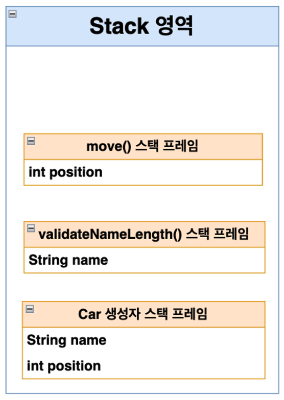 Stack 영역
move() 스택 프레임
int position
validateNameLength() 스택 프레임
String name
Car 생성자 스택 프레임
String name
int position